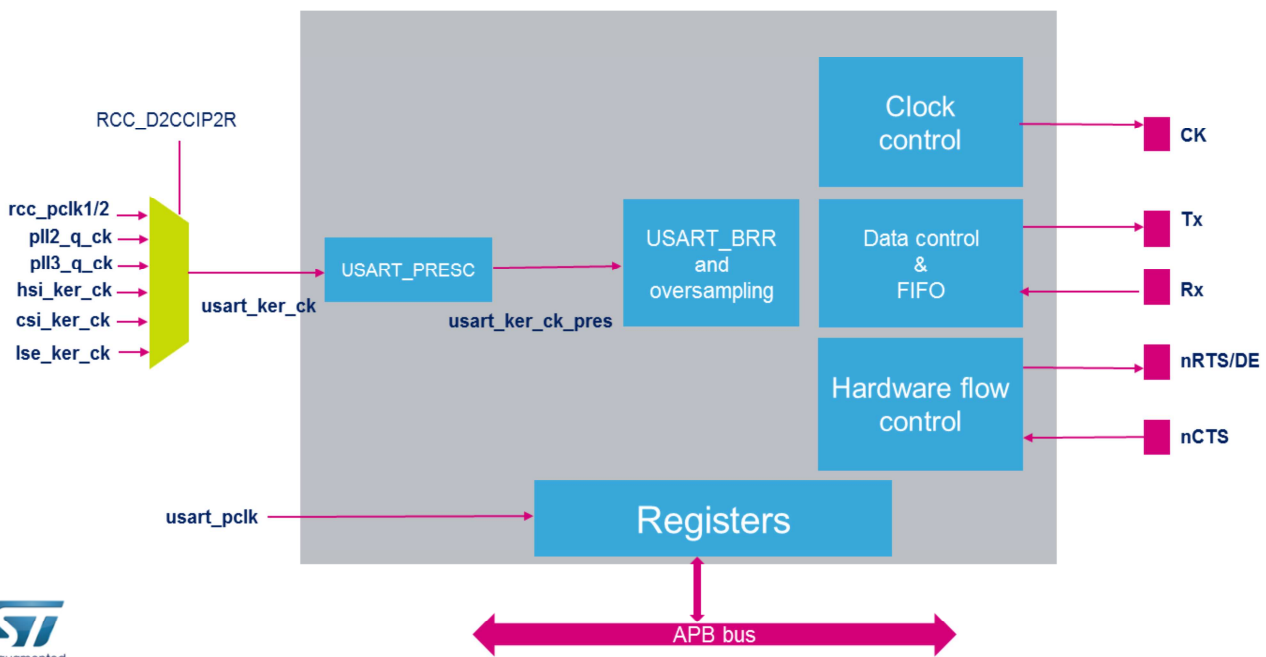 RCC_D2CCIP2R
rcc_pclk1/2
pll2_q_ck
pll3_q_ck
hsi_ker_ck
csi_ker_ck
lse_ker_ck
usart_ker_ck
USART_PRESC
usart_ker_ck_pres
USART_BRR
and
oversampling
Clock
control
Data control
&
FIFO
Hardware flow
control
CK
Tx
Rx
nRTS/DE
nCTS
usart_pclk
Registers
APB bus
ST